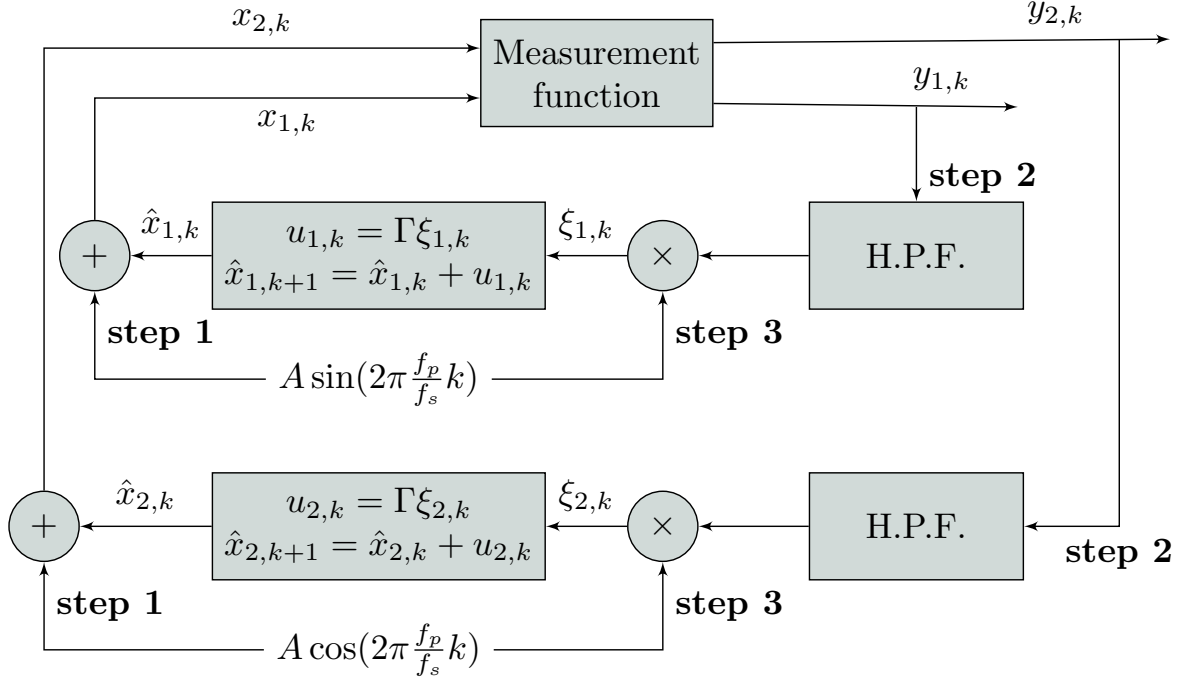 x_{2,k}
y_{2,k}
Measurement
function
y_{1,k}
x_{1,k}
step 2
x̂_{1,k}
u_{1,k} = Γξ_{1,k}
x̂_{1,k+1} = x̂_{1,k} + u_{1,k}
ξ_{1,k}
+
×
H.P.F.
step 1
step 3
A sin(2π \frac{f_p}{f_s} k)
x̂_{2,k}
u_{2,k} = Γξ_{2,k}
x̂_{2,k+1} = x̂_{2,k} + u_{2,k}
ξ_{2,k}
+
×
H.P.F.
step 2
step 1
step 3
A cos(2π \frac{f_p}{f_s} k)